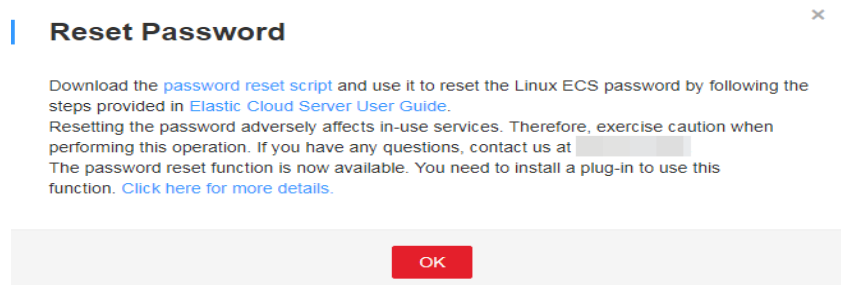 ×
Reset Password
Download the password reset script and use it to reset the Linux ECS password by following the
steps provided in Elastic Cloud Server User Guide.
Resetting the password adversely affects in-use services. Therefore, exercise caution when
performing this operation. If you have any questions, contact us at
The password reset function is now available. You need to install a plug-in to use this
function. Click here for more details.
OK